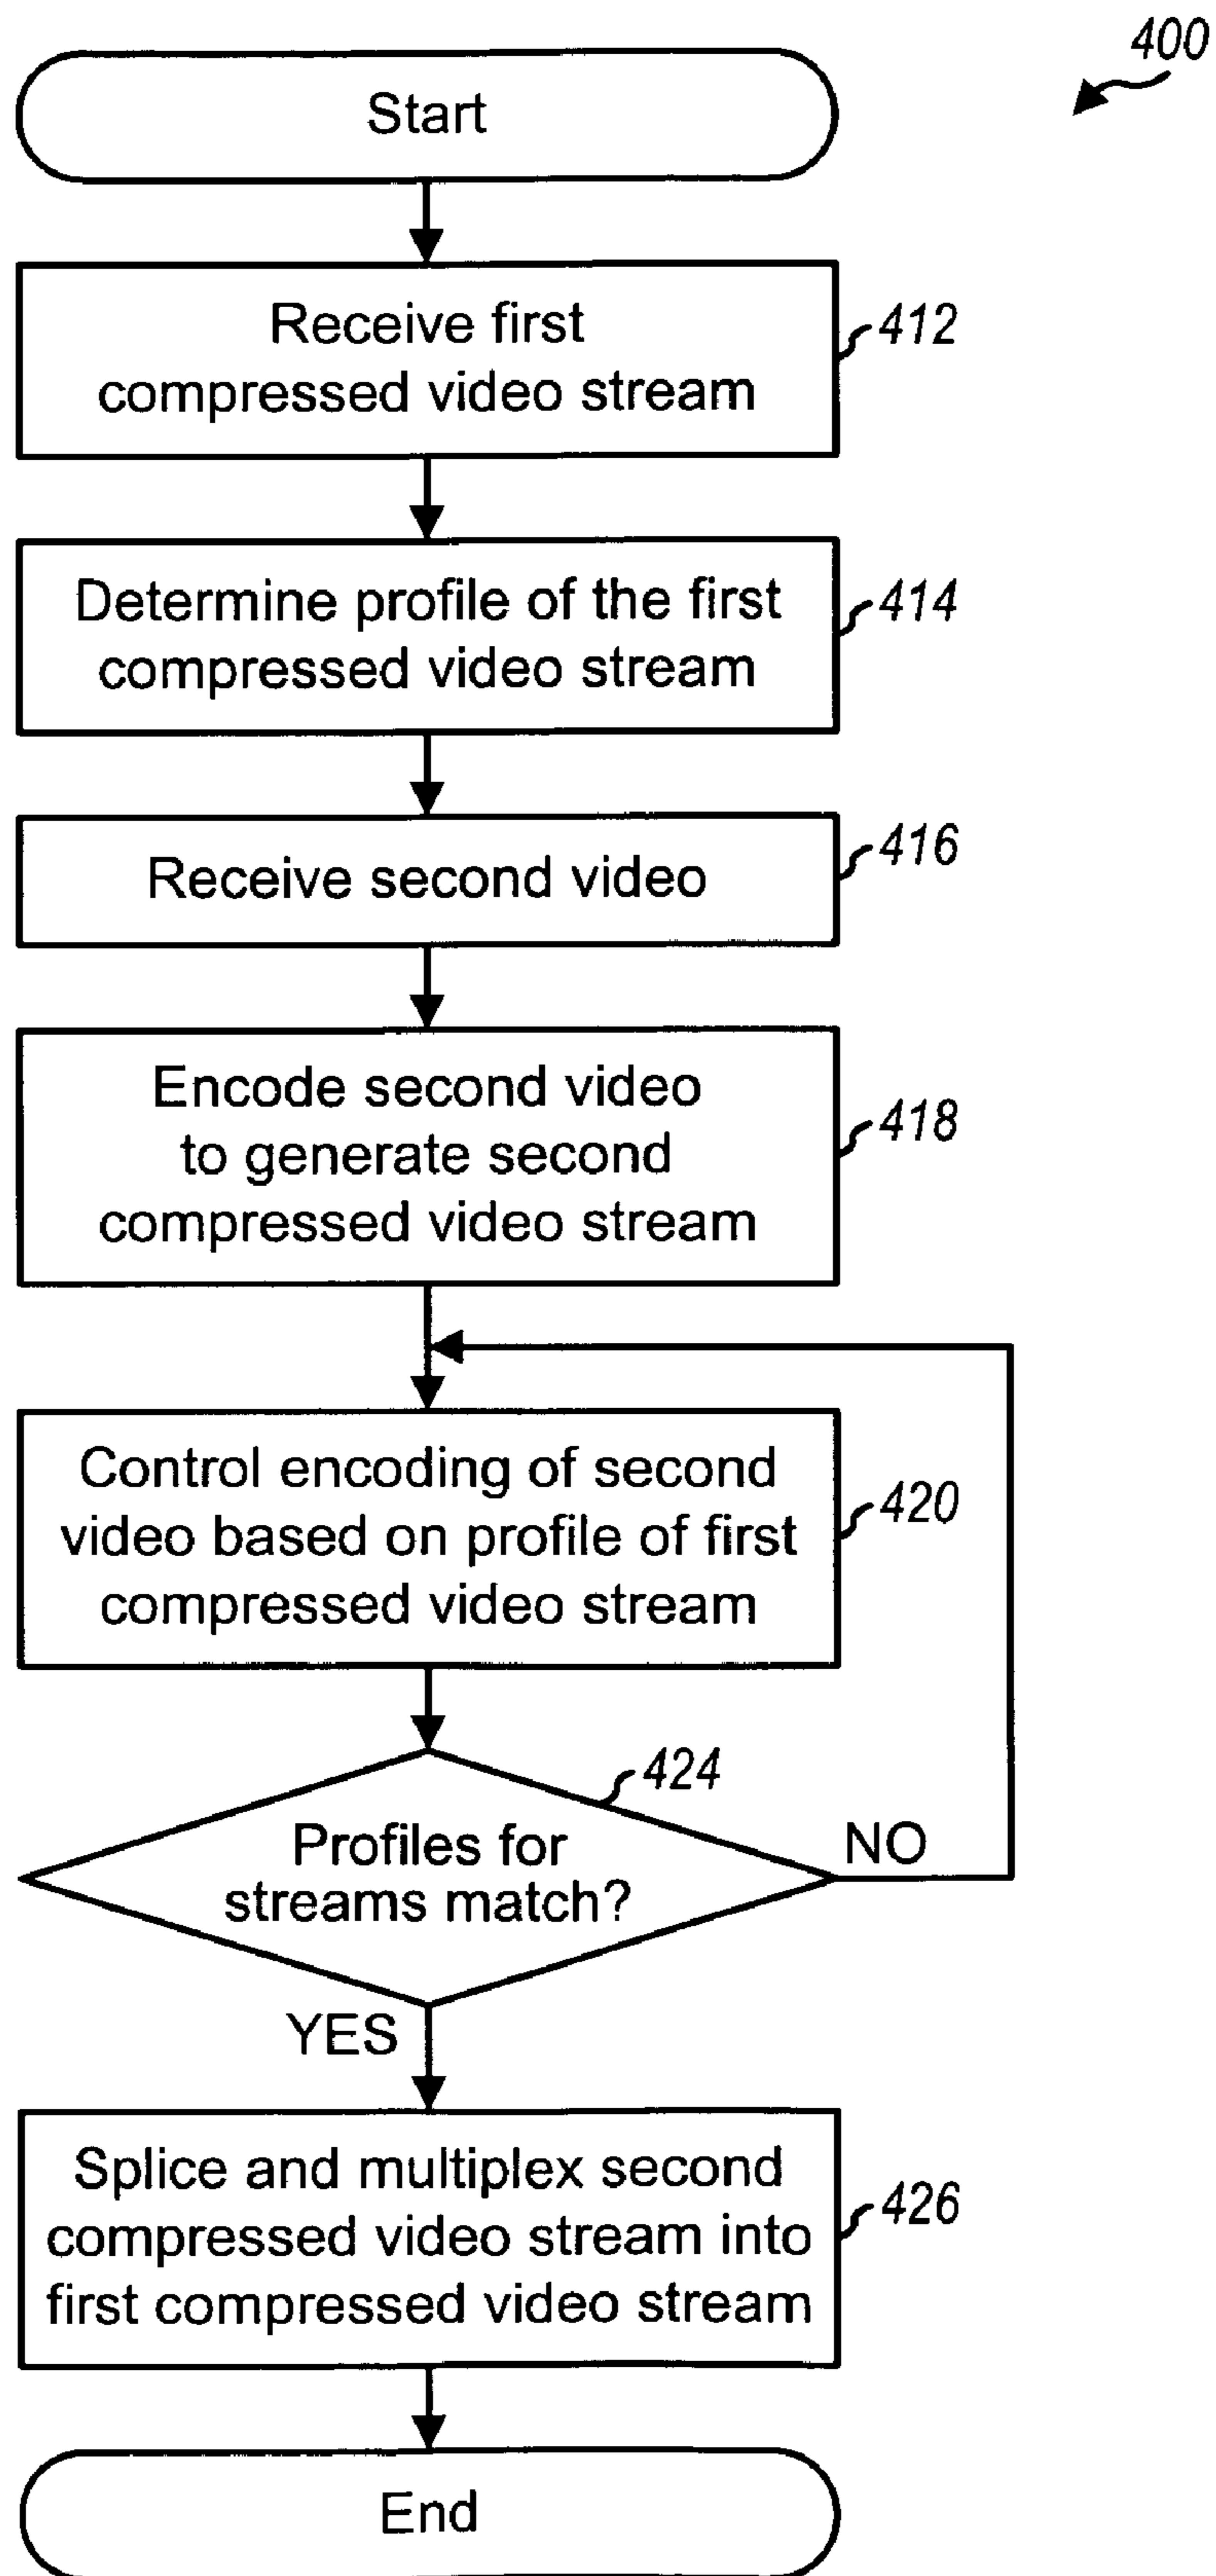 400
Start
Receive first
compressed video stream
412
Determine profile of the first
compressed video stream
414
Receive second video
416
Encode second video
to generate second
compressed video stream
418
Control encoding of second
video based on profile of first
compressed video stream
420
424
Profiles for
streams match?
NO
YES
Splice and multiplex second
compressed video stream into
first compressed video stream
426
End